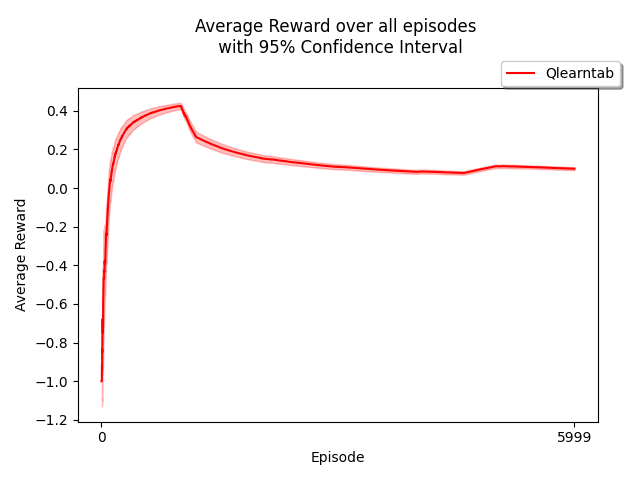 Average Reward over all episodes
with 95% Confidence Interval
Qlearntab
0.4
0.2
0.0
−0.2
−0.4
−0.6
−0.8
−1.0
−1.2
Average Reward
0
5999
Episode